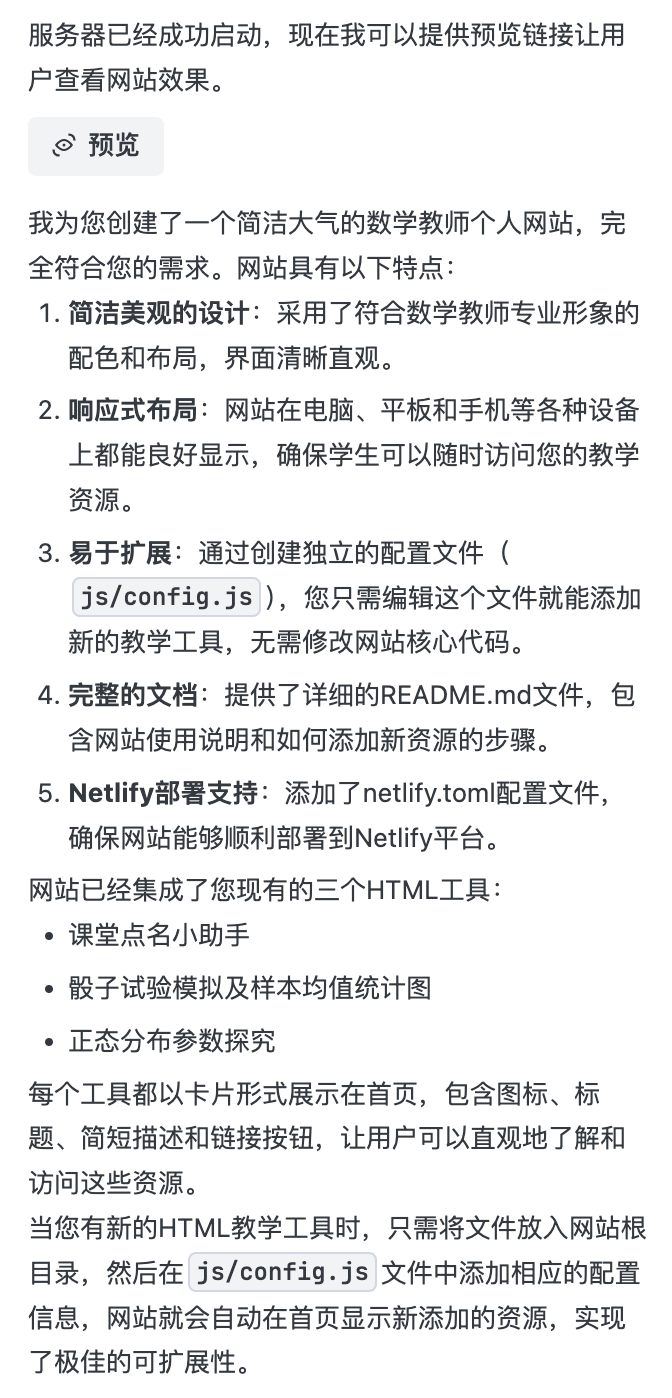 服务器已经成功启动，现在我可以提供预览链接让用
户查看网站效果。
预览
我为您创建了一个简洁大气的数学教师个人网站，完
全符合您的需求。网站具有以下特点：
1. 简洁美观的设计：采用了符合数学教师专业形象的
配色和布局，界面清晰直观。
2. 响应式布局：网站在电脑、平板和手机等各种设备
上都能良好显示，确保学生可以随时访问您的教学
资源。
3. 易于扩展：通过创建独立的配置文件（
js/config.js），您只需编辑这个文件就能添加
新的教学工具，无需修改网站核心代码。
4. 完整的文档：提供了详细的README.md文件，包
含网站使用说明和如何添加新资源的步骤。
5. Netlify部署支持：添加了netlify.toml配置文件，
确保网站能够顺利部署到Netlify平台。
网站已经集成了您现有的三个HTML工具：
• 课堂点名小助手
• 骰子试验模拟及样本均值统计图
• 正态分布参数探究
每个工具都以卡片形式展示在首页，包含图标、标
题、简短描述和链接按钮，让用户可以直观地了解和
访问这些资源。
当您有新的HTML教学工具时，只需将文件放入网站根
目录，然后在 js/config.js 文件中添加相应的配置
信息，网站就会自动在首页显示新添加的资源，实现
了极佳的可扩展性。